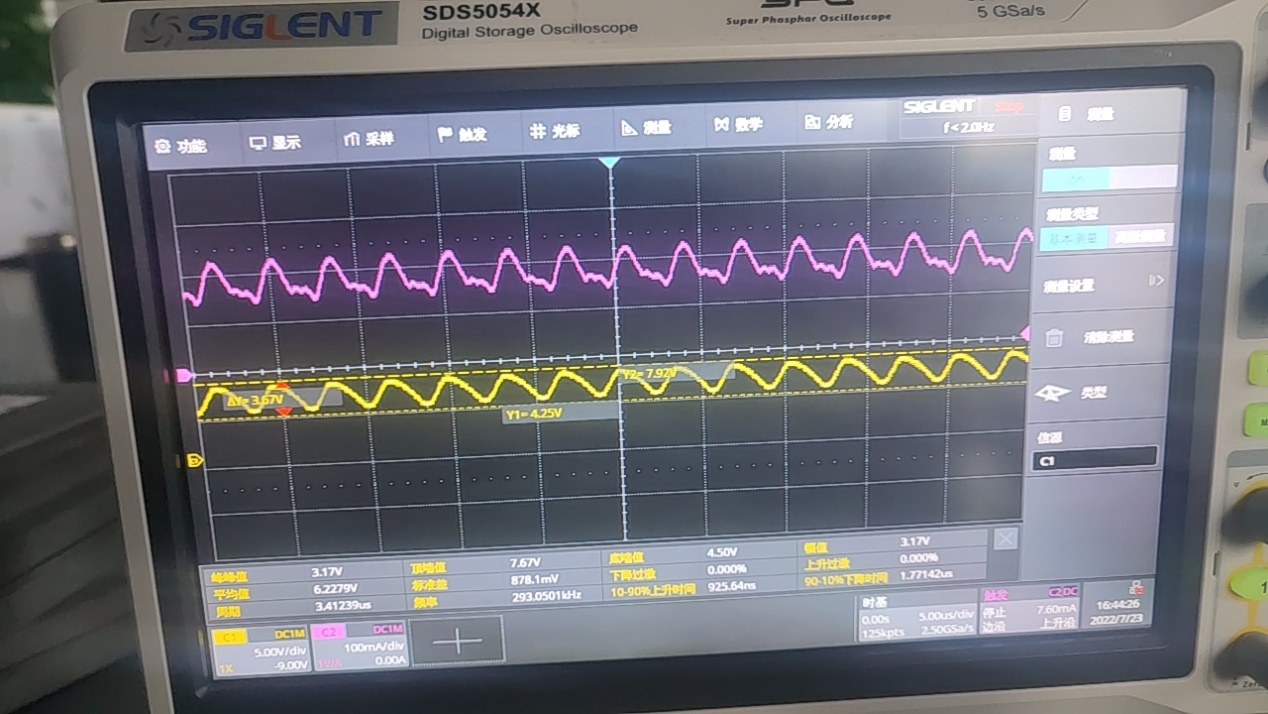 SIGLENT
SDS5054X
Digital Storage Oscilloscope
Super Phosphor Oscilloscope
5 GSa/s
功能 显示 采样 触发 光标 测量 数学 分析
SIGLENT Stop
f < 2.0Hz
测量
测量
测量类型
基本测量
测量设置
清除测量
类型
信源
C1
ΔY= 3.67V
Y2= 7.92V
Y1= 4.25V
峰峰值 3.17V 顶端值 7.67V 底端值 4.50V 幅值 3.17V
平均值 6.2279V 标准差 878.1mV 下降过激 0.000% 上升过激 0.000%
周期 3.41239us 频率 293.0501kHz 10-90%上升时间 925.64ns 90-10%下降时间 1.77142us
C1 DC1M
5.00V/div
1X -9.00V
C2 DC1M
100mA/div
0.00A
时基
0.00s 5.00us/div
125kpts 2.50GSa/s
触发 C2 DC
停止 7.60mA
边沿 上升沿
16:44:26
2022/7/23